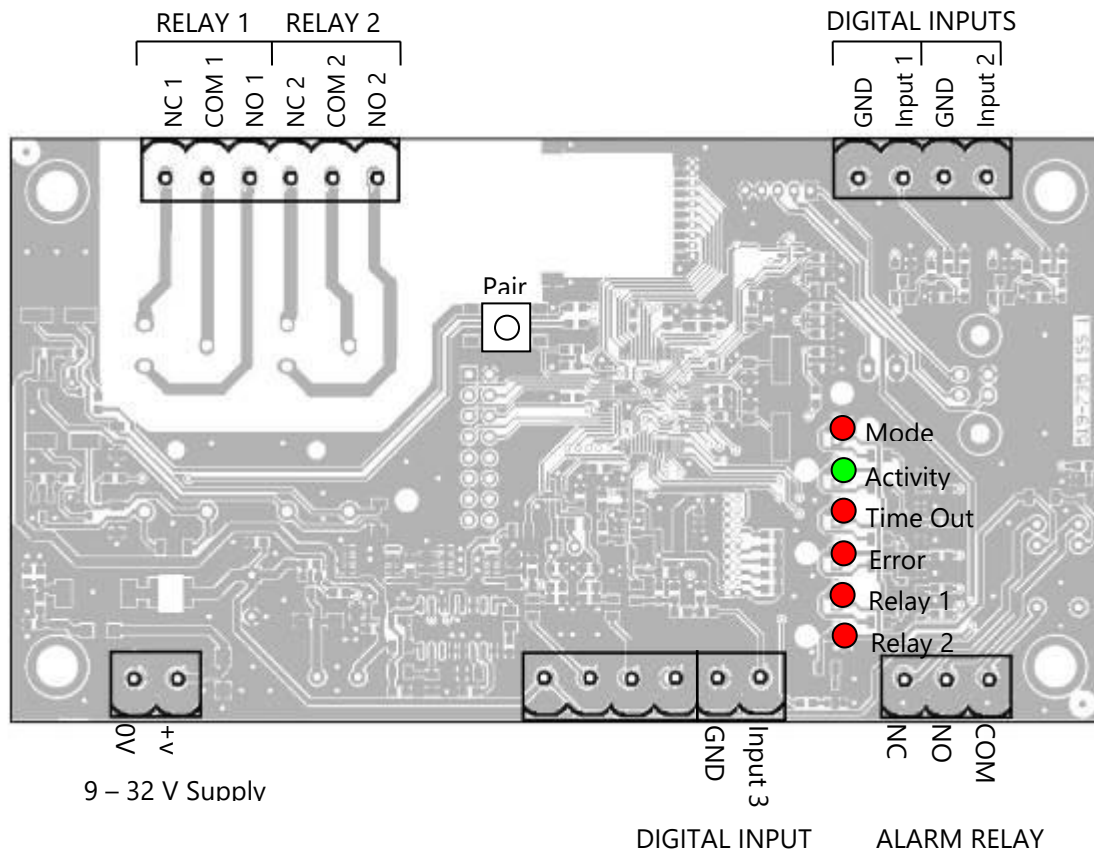 RELAY 1 RELAY 2 DIGITAL INPUTS
NC 1 COM 1 NO 1 NC 2 COM 2 NO 2 GND Input 1 GND Input 2
Pair
Mode
Activity
Time Out
Error
Relay 1
Relay 2
0V +v GND Input 3 NC NO COM
9 – 32 V Supply
DIGITAL INPUT ALARM RELAY